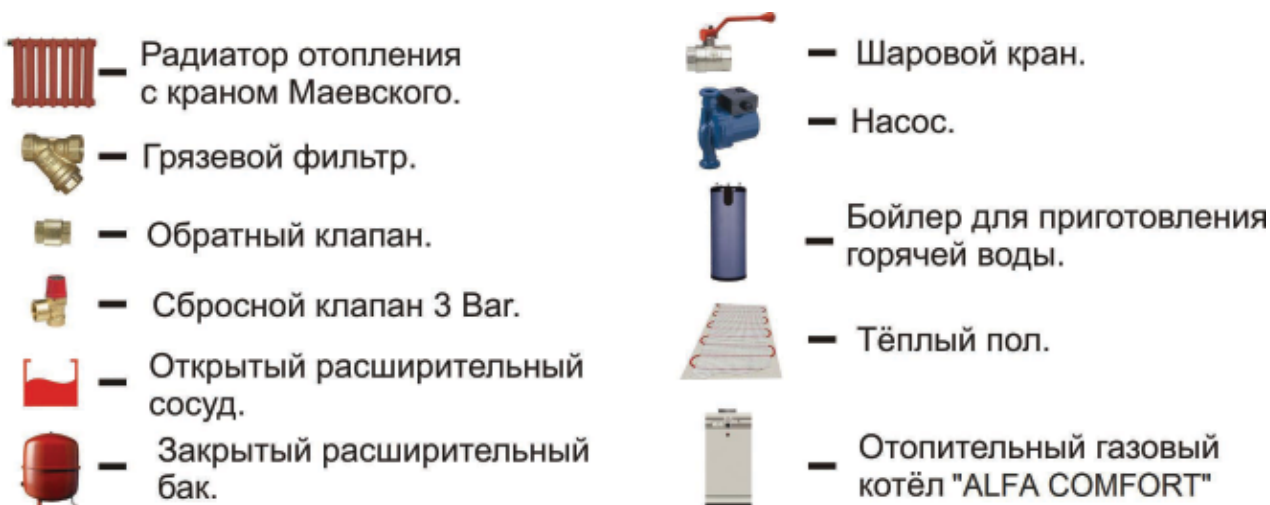 Радиатор отопления
с краном Маевского.
Грязевой фильтр.
Обратный клапан.
Сбросной клапан 3 Bar.
Открытый расширительный
сосуд.
Закрытый расширительный
бак.
Шаровой кран.
Насос.
Бойлер для приготовления
горячей воды.
Тёплый пол.
Отопительный газовый
котёл "ALFA COMFORT"